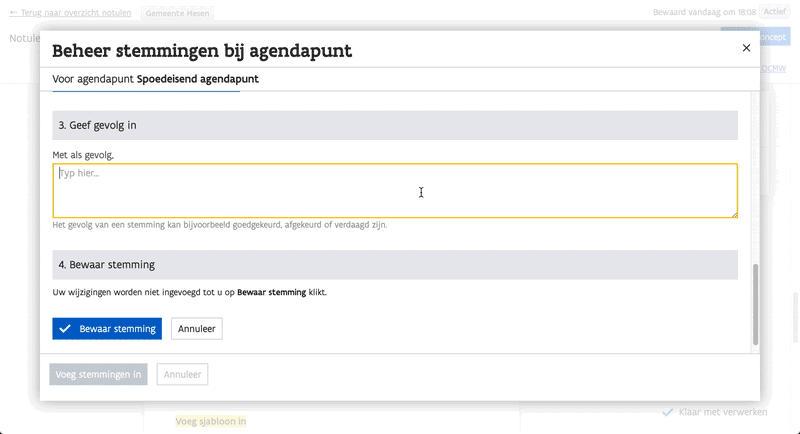 ← Terug naar overzicht notulen
Gemeente Hesen
Bewaard vandaag om 18:08
Actief
Notule
oncept
OCMW
Beheer stemmingen bij agendapunt
Voor agendapunt Spoedeisend agendapunt
3. Geef gevolg in
Met als gevolg,
Typ hier...
Het gevolg van een stemming kan bijvoorbeeld goedgekeurd, afgekeurd of verdaagd zijn.
4. Bewaar stemming
Uw wijzigingen worden niet ingevoegd tot u op Bewaar stemming klikt.
Bewaar stemming
Annuleer
Voeg stemmingen in
Annuleer
Voeg sjabloon in
Klaar met verwerken